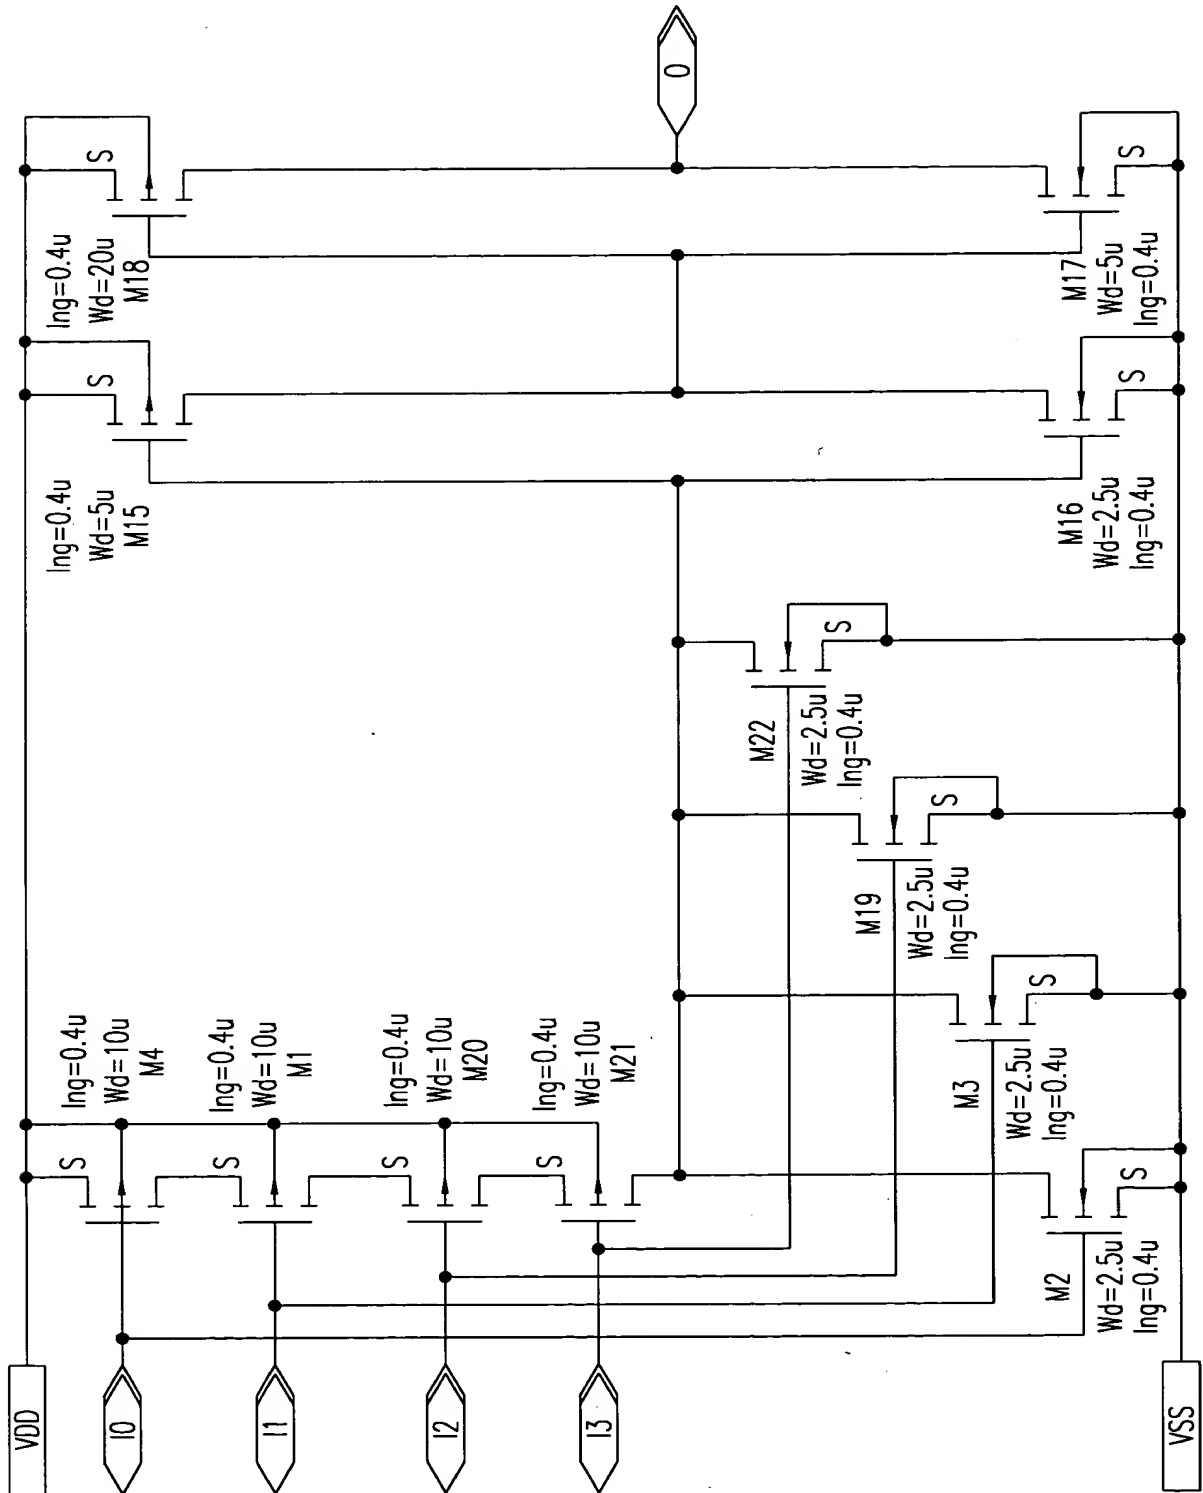 VDD
I0
I1
I2
I3
VSS
O
lng=0.4u
Wd=10u
M4
S
lng=0.4u
Wd=10u
M1
S
lng=0.4u
Wd=10u
M20
S
lng=0.4u
Wd=10u
M21
S
lng=0.4u
Wd=5u
M15
S
lng=0.4u
Wd=20u
M18
S
M22
Wd=2.5u
lng=0.4u
S
M19
Wd=2.5u
lng=0.4u
S
M3
Wd=2.5u
lng=0.4u
S
M2
Wd=2.5u
lng=0.4u
S
M16
Wd=2.5u
lng=0.4u
S
M17
Wd=5u
lng=0.4u
S